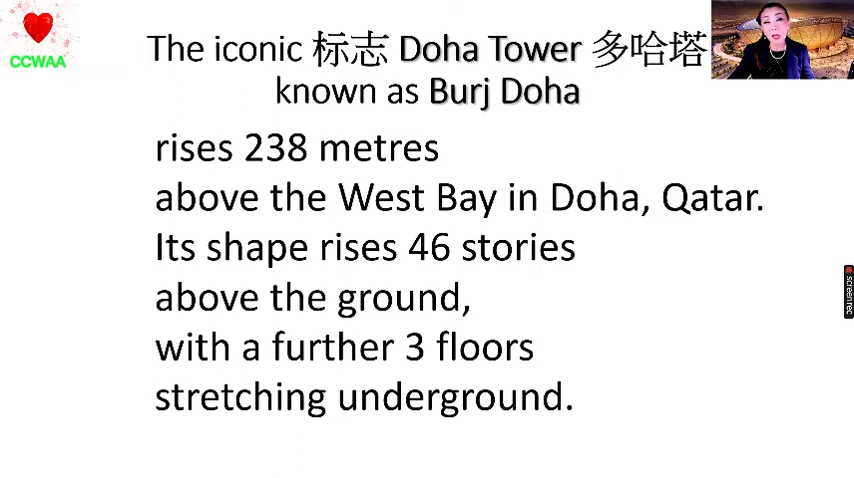 CCWAA
The iconic 标志 Doha Tower 多哈塔
known as Burj Doha
rises 238 metres
above the West Bay in Doha, Qatar.
Its shape rises 46 stories
above the ground,
with a further 3 floors
stretching underground.
screenrec